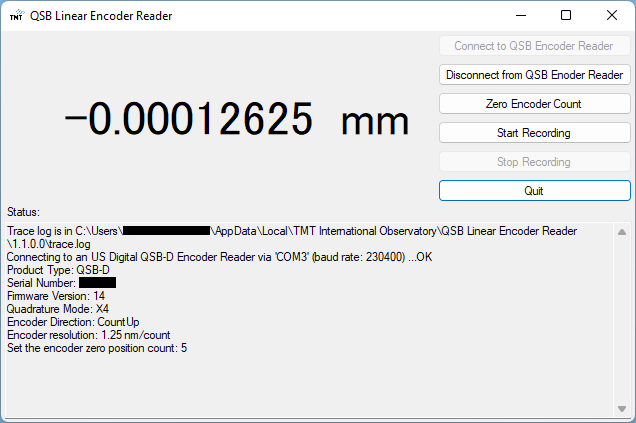 TMT QSB Linear Encoder Reader
Connect to QSB Encoder Reader
Disconnect from QSB Enoder Reader
-0.00012625 mm
Zero Encoder Count
Start Recording
Stop Recording
Quit
Status:
Trace log is in C:\Users\ \AppData\Local\TMT International Observatory\QSB Linear Encoder Reader
\1.1.0.0\trace.log
Connecting to an US Digital QSB-D Encoder Reader via 'COM3' (baud rate: 230400) ...OK
Product Type: QSB-D
Serial Number:
Firmware Version: 14
Quadrature Mode: X4
Encoder Direction: CountUp
Encoder resolution: 1.25 nm/count
Set the encoder zero position count: 5